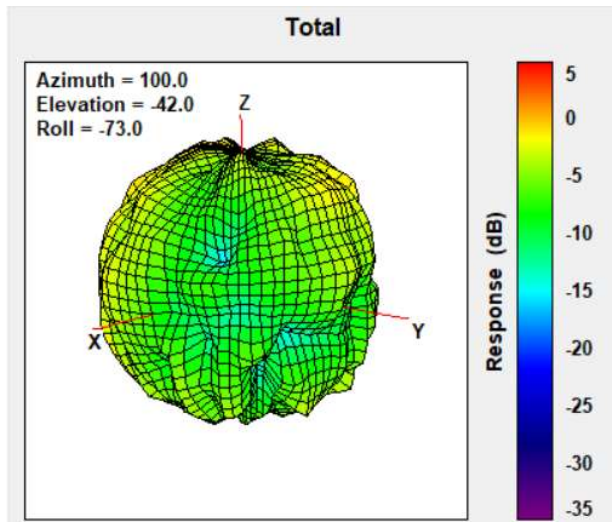 Total
Azimuth = 100.0
Elevation = -42.0
Roll = -73.0
Z
X
Y
Response (dB)
5
0
-5
-10
-15
-20
-25
-30
-35